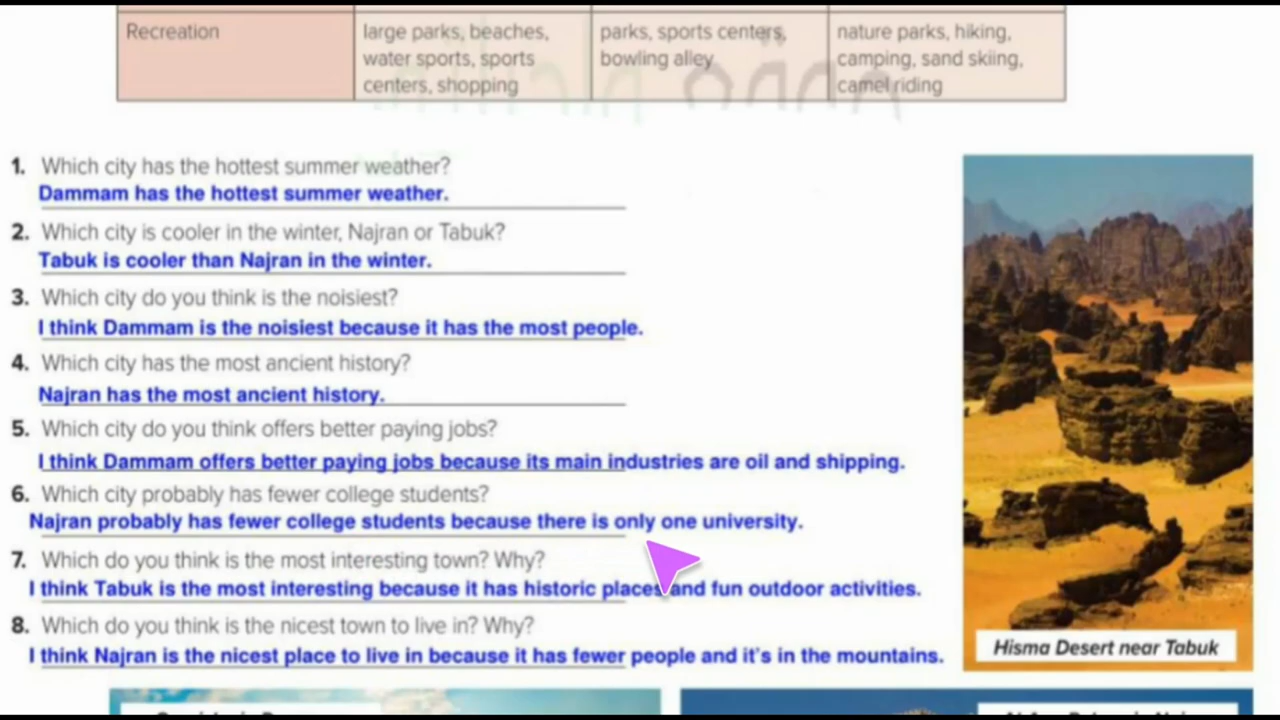 Recreation
large parks, beaches,
water sports, sports
centers, shopping
parks, sports centers,
bowling alley
nature parks, hiking,
camping, sand skiing,
camel riding
1. Which city has the hottest summer weather?
Dammam has the hottest summer weather.
2. Which city is cooler in the winter, Najran or Tabuk?
Tabuk is cooler than Najran in the winter.
3. Which city do you think is the noisiest?
I think Dammam is the noisiest because it has the most people.
4. Which city has the most ancient history?
Najran has the most ancient history.
5. Which city do you think offers better paying jobs?
I think Dammam offers better paying jobs because its main industries are oil and shipping.
6. Which city probably has fewer college students?
Najran probably has fewer college students because there is only one university.
7. Which do you think is the most interesting town? Why?
I think Tabuk is the most interesting because it has historic places and fun outdoor activities.
8. Which do you think is the nicest town to live in? Why?
I think Najran is the nicest place to live in because it has fewer people and it's in the mountains.
Hisma Desert near Tabuk